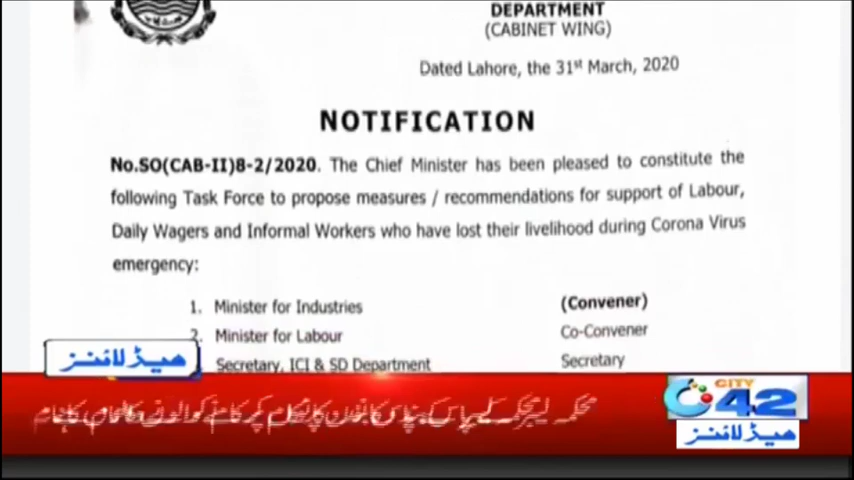 DEPARTMENT
(CABINET WING)
Dated Lahore, the 31st March, 2020
NOTIFICATION
No.SO(CAB-II)8-2/2020. The Chief Minister has been pleased to constitute the
following Task Force to propose measures / recommendations for support of Labour,
Daily Wagers and Informal Workers who have lost their livelihood during Corona Virus
emergency:
1. Minister for Industries (Convener)
2. Minister for Labour Co-Convener
Secretary, ICI & SD Department Secretary
ھیڈلائنز
CITY 42
ھیڈلائنز